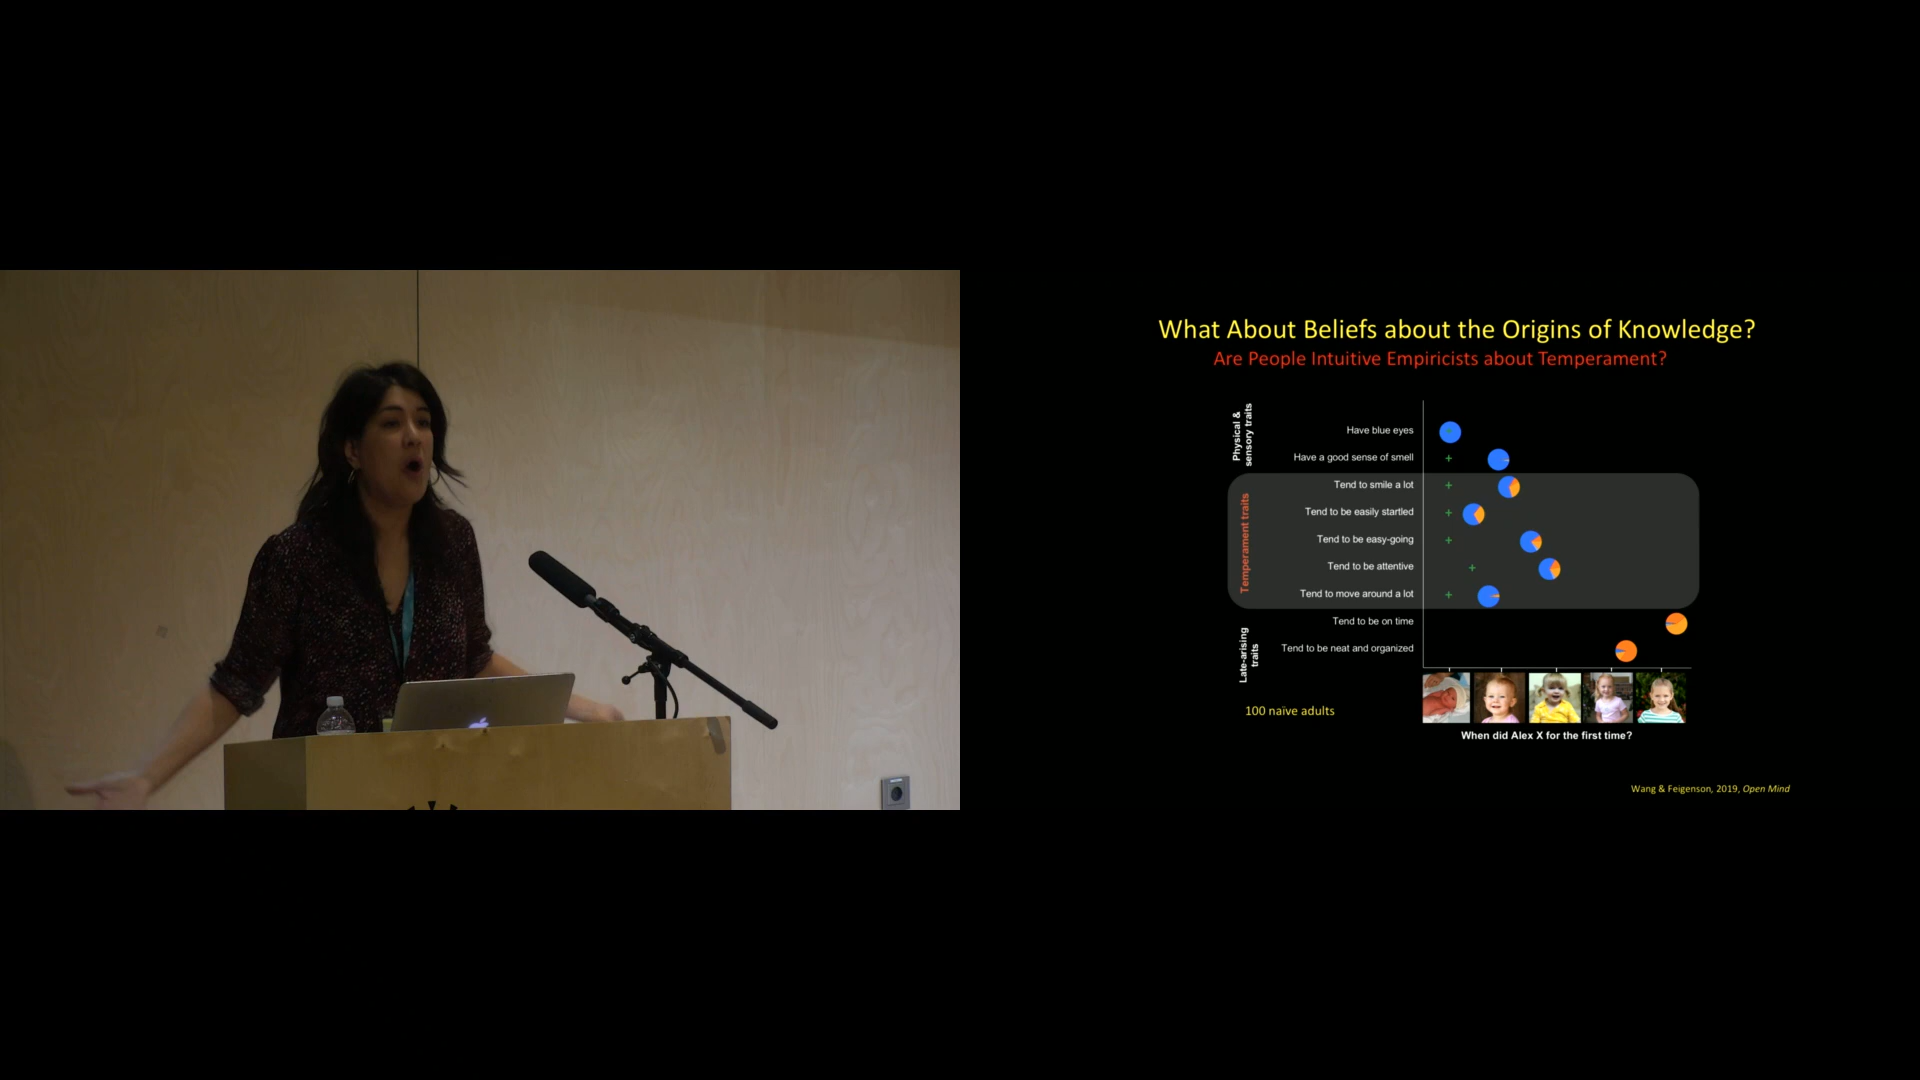 What About Beliefs about the Origins of Knowledge?
Are People Intuitive Empiricists about Temperament?
Physical &
sensory traits
Have blue eyes
Have a good sense of smell
Temperament traits
Tend to smile a lot
Tend to be easily startled
Tend to be easy-going
Tend to be attentive
Tend to move around a lot
Late-arising
traits
Tend to be on time
Tend to be neat and organized
100 naïve adults
When did Alex X for the first time?
Wang & Feigenson, 2019, Open Mind